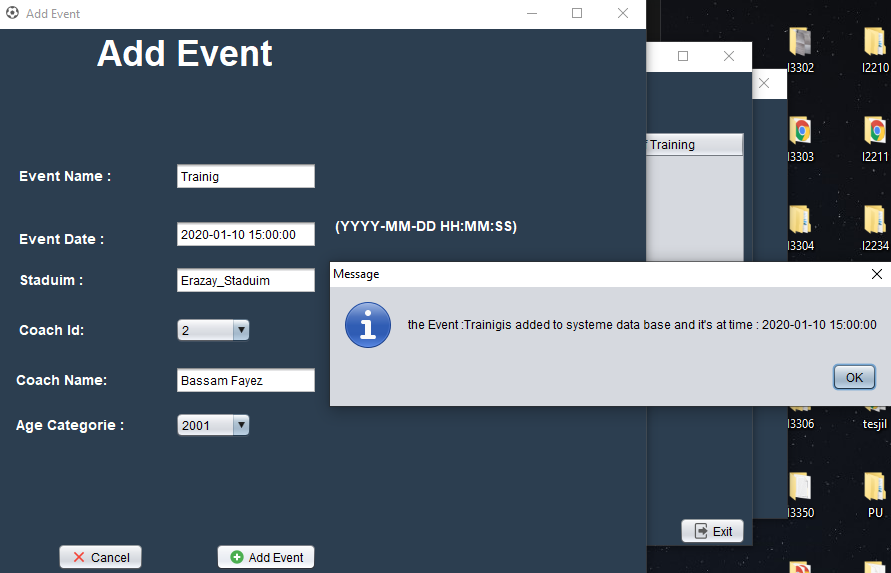 Add Event
Add Event
Event Name :
Trainig
Event Date :
2020-01-10 15:00:00
(YYYY-MM-DD HH:MM:SS)
Staduim :
Erazay_Staduim
Coach Id:
2
Coach Name:
Bassam Fayez
Age Categorie :
2001
Cancel
Add Event
Training
Message
the Event :Trainigis added to systeme data base and it's at time : 2020-01-10 15:00:00
OK
Exit
I3302
I2210
I3303
I2211
I3304
I2234
I3306
tesjil
I3350
PU